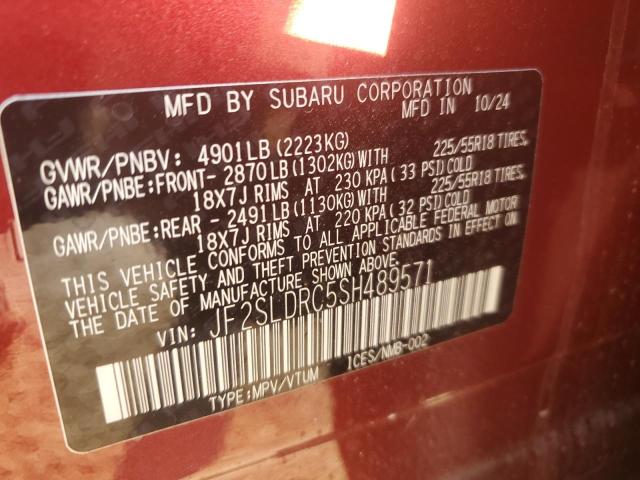 MFD BY SUBARU CORPORATION
MFD IN 10/24
GVWR/PNBV: 4901LB (2223KG)
GAWR/PNBE:FRONT- 2870LB(1302KG)WITH 225/55R18 TIRES,
18X7J RIMS AT 230 KPA (33 PSI)COLD
GAWR/PNBE:REAR - 2491LB(1130KG)WITH 225/55R18 TIRES,
18X7J RIMS AT 220 KPA (32 PSI)COLD
THIS VEHICLE CONFORMS TO ALL APPLICABLE FEDERAL MOTOR
VEHICLE SAFETY AND THEFT PREVENTION STANDARDS IN EFFECT ON
THE DATE OF MANUFACTURE SHOWN ABOVE.
VIN: JF2SLDRC5SH489571
TYPE:MPV/VTUM ICES/NMB-002